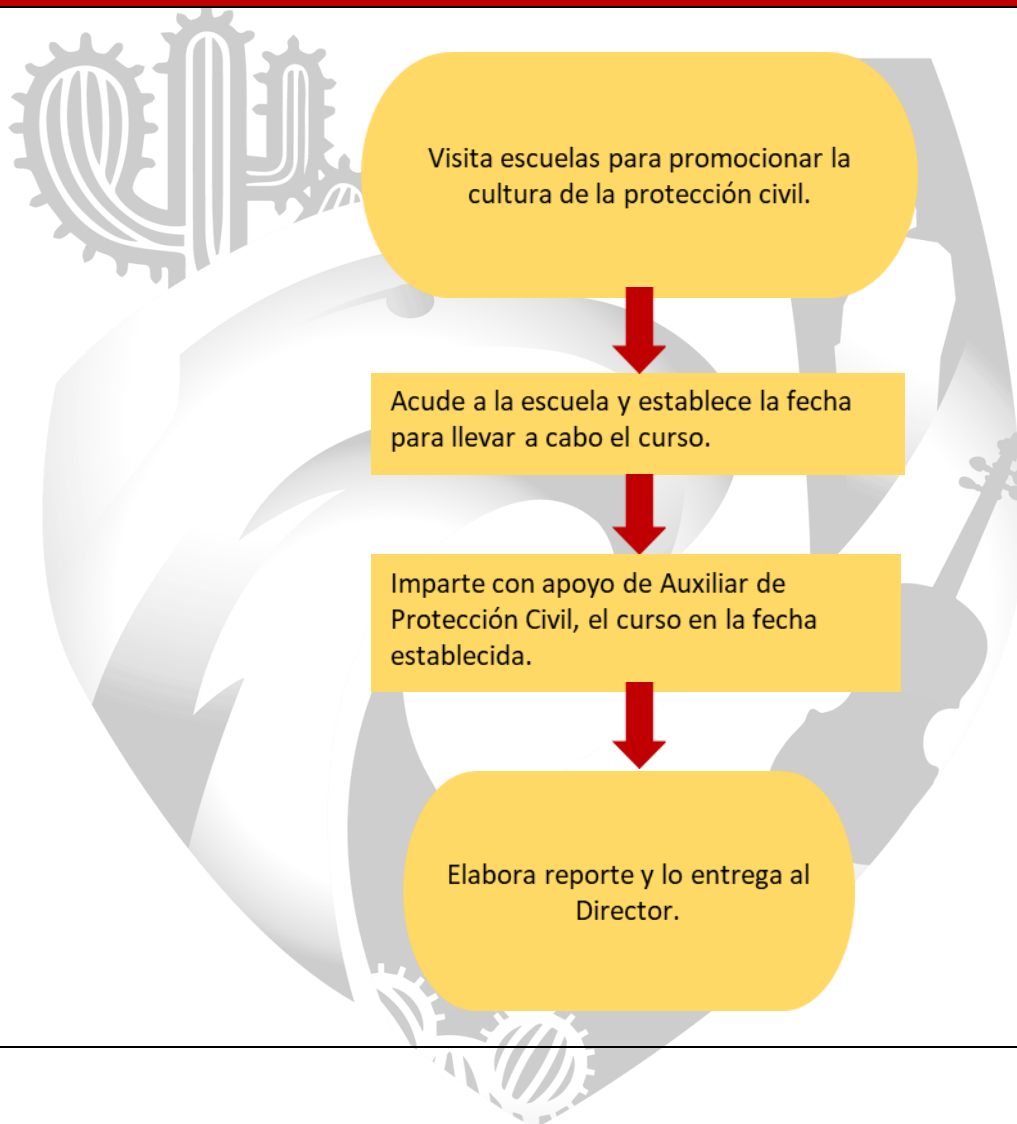 Visita escuelas para promocionar la
cultura de la protección civil.
Acude a la escuela y establece la fecha
para llevar a cabo el curso.
Imparte con apoyo de Auxiliar de
Protección Civil, el curso en la fecha
establecida.
Elabora reporte y lo entrega al
Director.